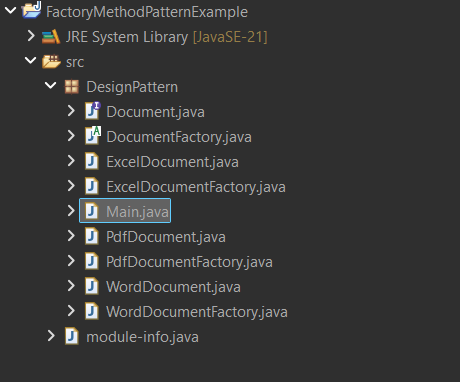 FactoryMethodPatternExample
JRE System Library [JavaSE-21]
src
DesignPattern
Document.java
DocumentFactory.java
ExcelDocument.java
ExcelDocumentFactory.java
Main.java
PdfDocument.java
PdfDocumentFactory.java
WordDocument.java
WordDocumentFactory.java
module-info.java